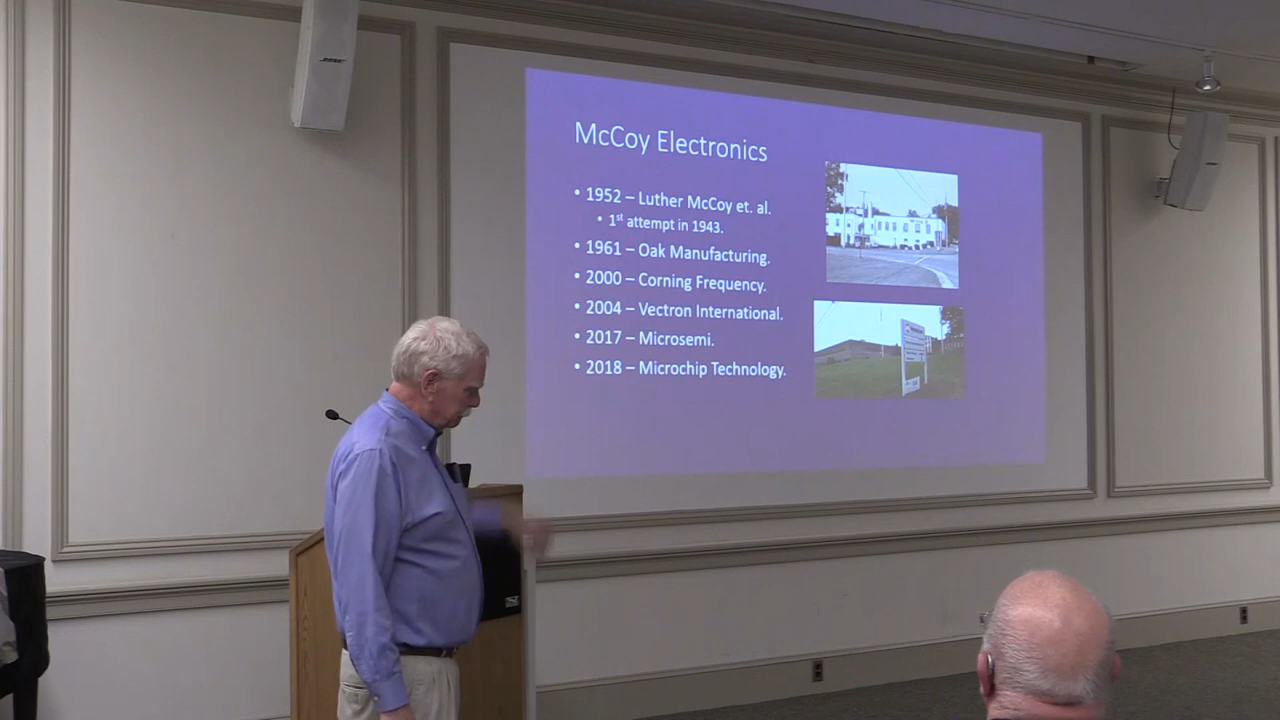 BOSE
McCoy Electronics
• 1952 – Luther McCoy et. al.
• 1st attempt in 1943.
• 1961 – Oak Manufacturing.
• 2000 – Corning Frequency.
• 2004 – Vectron International.
• 2017 – Microsemi.
• 2018 – Microchip Technology.